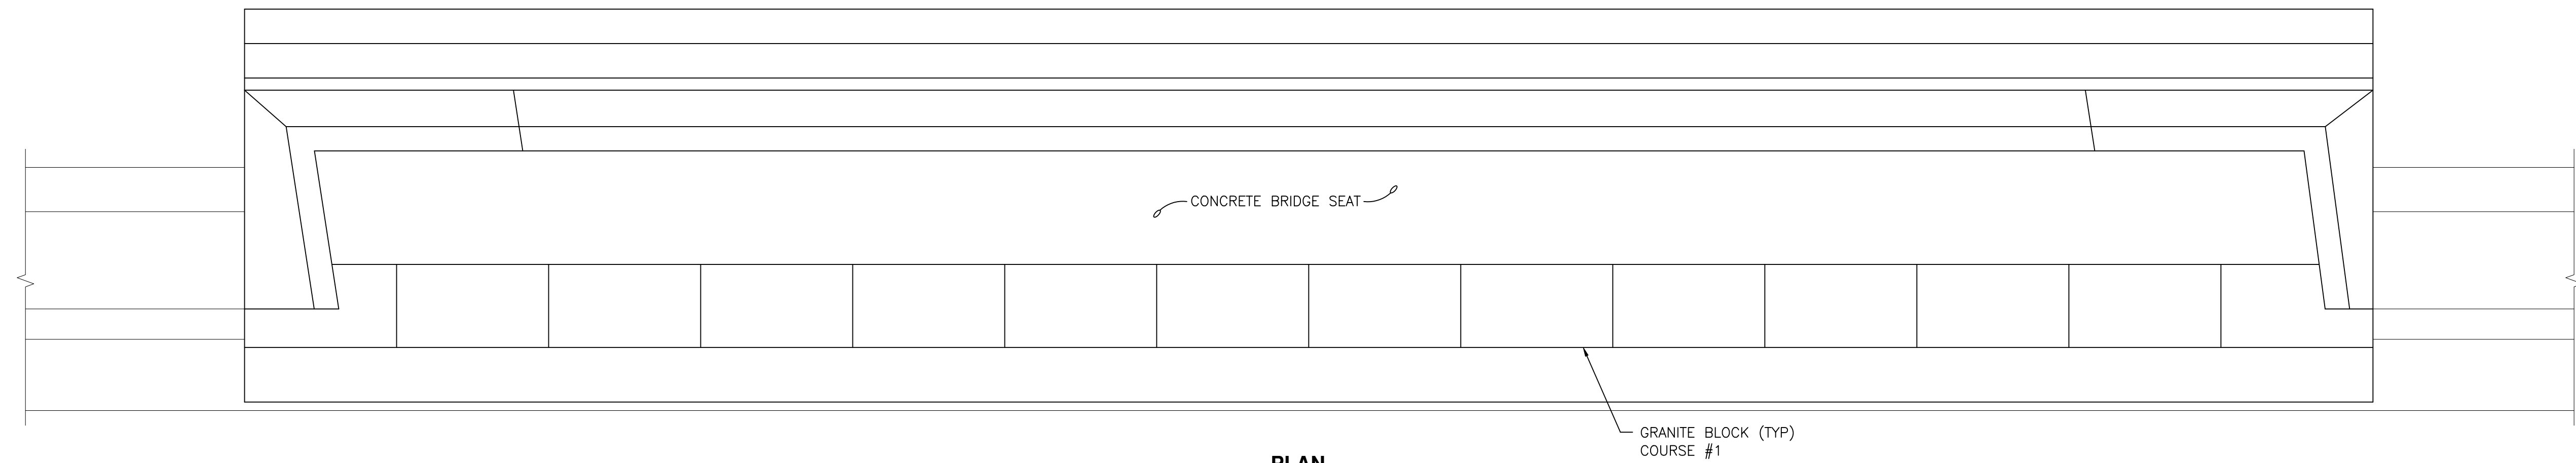 CONCRETE BRIDGE SEAT
GRANITE BLOCK (TYP)
COURSE #1
PLAN